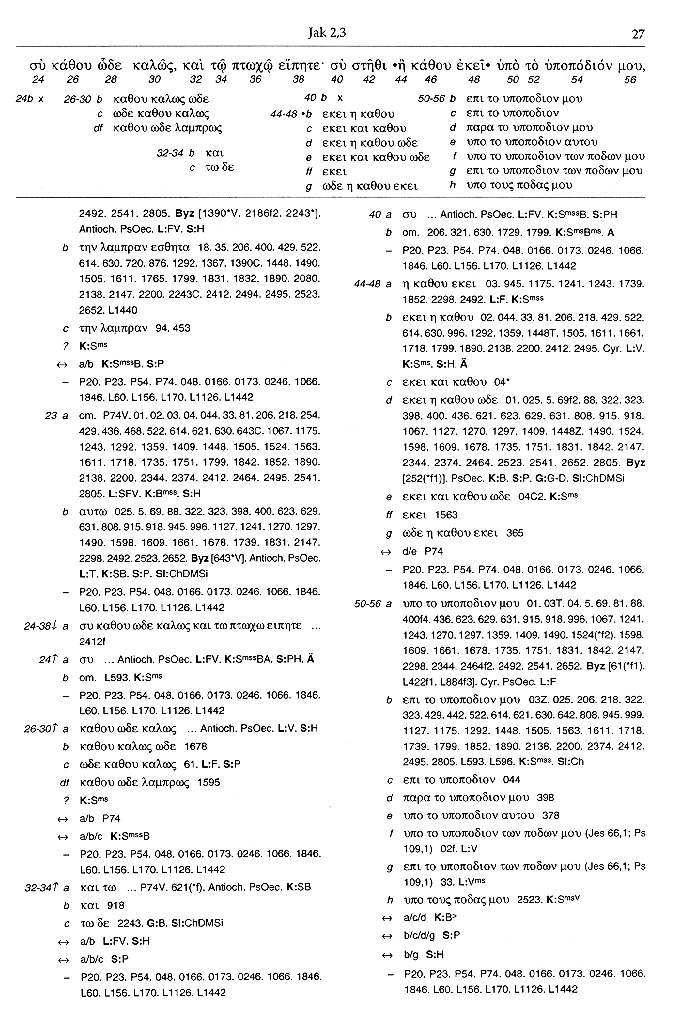 Jak 2,3 27
σὺ κάθου ὧδε καλῶς, καὶ τῷ πτωχῷ εἴπητε· σὺ στῆθι •ἢ κάθου ἐκεῖ• ὑπὸ τὸ ὑποπόδιόν μου,
24 26 28 30 32 34 36 38 40 42 44 46 48 50 52 54 56
24b x 26-30 b καθου καλως ωδε
c ωδε καθου καλως
df καθου ωδε λαμπρως
32-34 b και
c τω δε
40 b x
44-48 •b εκει η καθου
c εκει και καθου
d εκει η καθου ωδε
e εκει και καθου ωδε
ff εκει
g ωδε η καθου εκει
50-56 b επι το υποποδιον μου
c επι το υποποδιον
d παρα το υποποδιον μου
e υπο το υποποδιον αυτου
f υπο το υποποδιον των ποδων μου
g επι το υποποδιον των ποδων μου
h υπο τους ποδας μου
2492. 2541. 2805. Byz [1390*V. 2186f2. 2243*].
Antioch. PsOec. L:FV. S:H
b την λαμπραν εσθητα 18. 35. 206. 400. 429. 522.
614. 630. 720. 876. 1292. 1367. 1390C. 1448. 1490.
1505. 1611. 1765. 1799. 1831. 1832. 1890. 2080.
2138. 2147. 2200. 2243C. 2412. 2494. 2495. 2523.
2652. L1440
c την λαμπραν 94. 453
? K:Sms
↔ a/b K:SmssB. S:P
– P20. P23. P54. P74. 048. 0166. 0173. 0246. 1066.
1846. L60. L156. L170. L1126. L1442
23 a om. P74V. 01. 02. 03. 04. 044. 33. 81. 206. 218. 254.
429. 436. 468. 522. 614. 621. 630. 643C. 1067. 1175.
1243. 1292. 1359. 1409. 1448. 1505. 1524. 1563.
1611. 1718. 1735. 1751. 1799. 1842. 1852. 1890.
2138. 2200. 2344. 2374. 2412. 2464. 2495. 2541.
2805. L:SFV. K:Bmss. S:H
b αυτω 025. 5. 69. 88. 322. 323. 398. 400. 623. 629.
631. 808. 915. 918. 945. 996. 1127. 1241. 1270. 1297.
1490. 1598. 1609. 1661. 1678. 1739. 1831. 2147.
2298. 2492. 2523. 2652. Byz [643*V]. Antioch. PsOec.
L:T. K:SB. S:P. Sl:ChDMSi
– P20. P23. P54. 048. 0166. 0173. 0246. 1066. 1846.
L60. L156. L170. L1126. L1442
24-38↓ a συ καθου ωδε καλως και τω πτωχω ειπητε ...
2412f
24↑ a συ ... Antioch. PsOec. L:FV. K:SmssBA. S:PH. Ä
b om. L593. K:Sms
– P20. P23. P54. 048. 0166. 0173. 0246. 1066. 1846.
L60. L156. L170. L1126. L1442
26-30↑ a καθου ωδε καλως ... Antioch. PsOec. L:V. S:H
b καθου καλως ωδε 1678
c ωδε καθου καλως 61. L:F. S:P
df καθου ωδε λαμπρως 1595
? K:Sms
↔ a/b P74
↔ a/b/c K:SmssB
– P20. P23. P54. 048. 0166. 0173. 0246. 1066. 1846.
L60. L156. L170. L1126. L1442
32-34↑ a και τω ... P74V. 621(*f). Antioch. PsOec. K:SB
b και 918
c τω δε 2243. G:B. Sl:ChDMSi
↔ a/b L:FV. S:H
↔ a/b/c S:P
– P20. P23. P54. 048. 0166. 0173. 0246. 1066. 1846.
L60. L156. L170. L1126. L1442
40 a συ ... Antioch. PsOec. L:FV. K:SmssB. S:PH
b om. 206. 321. 630. 1729. 1799. K:SmsBms. A
– P20. P23. P54. P74. 048. 0166. 0173. 0246. 1066.
1846. L60. L156. L170. L1126. L1442
44-48 a η καθου εκει 03. 945. 1175. 1241. 1243. 1739.
1852. 2298. 2492. L:F. K:Smss
b εκει η καθου 02. 044. 33. 81. 206. 218. 429. 522.
614. 630. 996. 1292. 1359. 1448T. 1505. 1611. 1661.
1718. 1799. 1890. 2138. 2200. 2412. 2495. Cyr. L:V.
K:Sms. S:H. Ä
c εκει και καθου 04*
d εκει η καθου ωδε 01. 025. 5. 69f2. 88. 322. 323.
398. 400. 436. 621. 623. 629. 631. 808. 915. 918.
1067. 1127. 1270. 1297. 1409. 1448Z. 1490. 1524.
1598. 1609. 1678. 1735. 1751. 1831. 1842. 2147.
2344. 2374. 2464. 2523. 2541. 2652. 2805. Byz
[252(*f1)]. PsOec. K:B. S:P. G:G-D. Sl:ChDMSi
e εκει και καθου ωδε 04C2. K:Sms
ff εκει 1563
g ωδε η καθου εκει 365
↔ d/e P74
– P20. P23. P54. 048. 0166. 0173. 0246. 1066.
1846. L60. L156. L170. L1126. L1442
50-56 a υπο το υποποδιον μου 01. 03T. 04. 5. 69. 81. 88.
400f4. 436. 623. 629. 631. 915. 918. 996. 1067. 1241.
1243. 1270. 1297. 1359. 1409. 1490. 1524(*f2). 1598.
1609. 1661. 1678. 1735. 1751. 1831. 1842. 2147.
2298. 2344. 2464f2. 2492. 2541. 2652. Byz [61(*f1).
L422f1. L884f3]. Cyr. PsOec. L:F
b επι το υποποδιον μου 03Z. 025. 206. 218. 322.
323. 429. 442. 522. 614. 621. 630. 642. 808. 945. 999.
1127. 1175. 1292. 1448. 1505. 1563. 1611. 1718.
1739. 1799. 1852. 1890. 2138. 2200. 2374. 2412.
2495. 2805. L593. L596. K:Smss. Sl:Ch
c επι το υποποδιον 044
d παρα το υποποδιον μου 398
e υπο το υποποδιον αυτου 378
f υπο το υποποδιον των ποδων μου (Jes 66,1; Ps
109,1) 02f. L:V
g επι το υποποδιον των ποδων μου (Jes 66,1; Ps
109,1) 33. L:Vms
h υπο τους ποδας μου 2523. K:SmsV
↔ a/c/d K:B>
↔ b/c/d/g S:P
↔ b/g S:H
– P20. P23. P54. P74. 048. 0166. 0173. 0246. 1066.
1846. L60. L156. L170. L1126. L1442